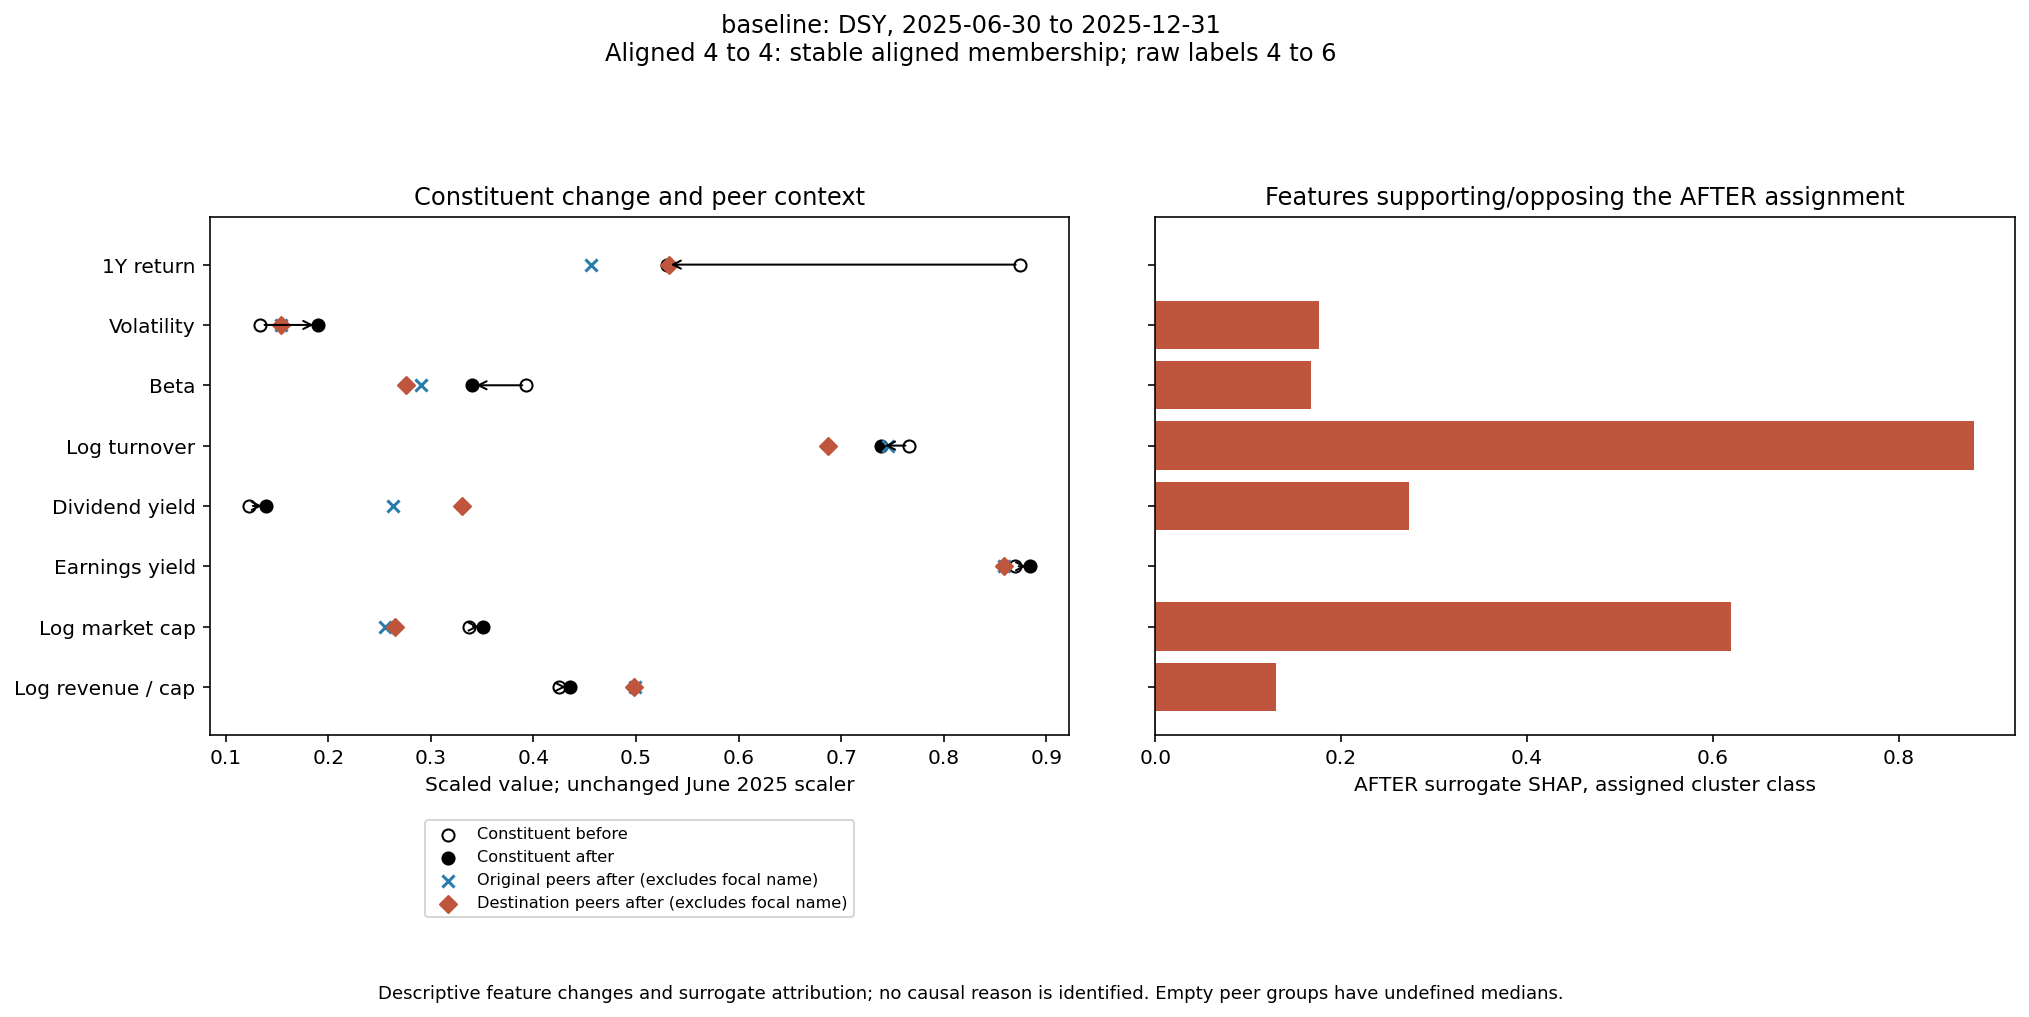 baseline: DSY, 2025-06-30 to 2025-12-31
Aligned 4 to 4: stable aligned membership; raw labels 4 to 6
Constituent change and peer context
1Y return
Volatility
Beta
Log turnover
Dividend yield
Earnings yield
Log market cap
Log revenue / cap
0.1 0.2 0.3 0.4 0.5 0.6 0.7 0.8 0.9
Scaled value; unchanged June 2025 scaler
Constituent before
Constituent after
Original peers after (excludes focal name)
Destination peers after (excludes focal name)
Features supporting/opposing the AFTER assignment
0.0 0.2 0.4 0.6 0.8
AFTER surrogate SHAP, assigned cluster class
Descriptive feature changes and surrogate attribution; no causal reason is identified. Empty peer groups have undefined medians.